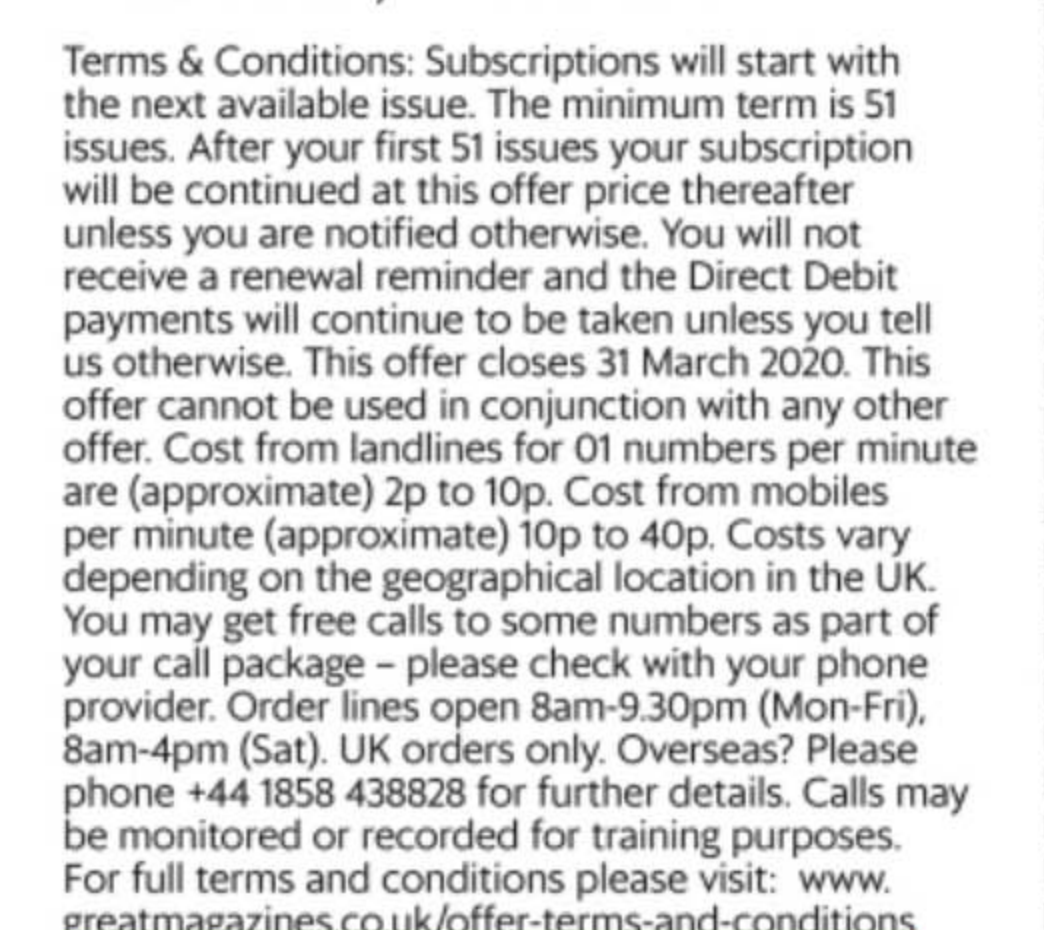 Terms & Conditions: Subscriptions will start with
the next available issue. The minimum term is 51
issues. After your first 51 issues your subscription
will be continued at this offer price thereafter
unless you are notified otherwise. You will not
receive a renewal reminder and the Direct Debit
payments will continue to be taken unless you tell
us otherwise. This offer closes 31 March 2020. This
offer cannot be used in conjunction with any other
offer. Cost from landlines for 01 numbers per minute
are (approximate) 2p to 10p. Cost from mobiles
per minute (approximate) 10p to 40p. Costs vary
depending on the geographical location in the UK.
You may get free calls to some numbers as part of
your call package – please check with your phone
provider. Order lines open 8am-9.30pm (Mon-Fri),
8am-4pm (Sat). UK orders only. Overseas? Please
phone +44 1858 438828 for further details. Calls may
be monitored or recorded for training purposes.
For full terms and conditions please visit:  www.
greatmagazines.co.uk/offer-terms-and-conditions